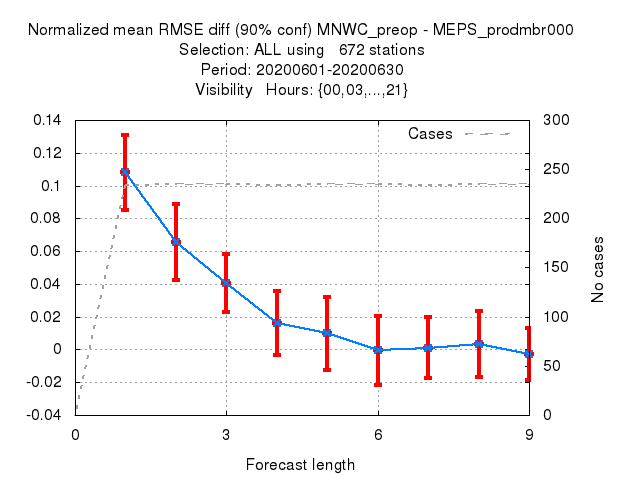 Normalized mean RMSE diff (90% conf) MNWC_preop - MEPS_prodmbr000
Selection: ALL using   672 stations
Period: 20200601-20200630
Visibility   Hours: {00,03,...,21}
Cases
0.14
0.12
0.1
0.08
0.06
0.04
0.02
0
-0.02
-0.04
300
250
200
150
100
50
0
No cases
0 3 6 9
Forecast length